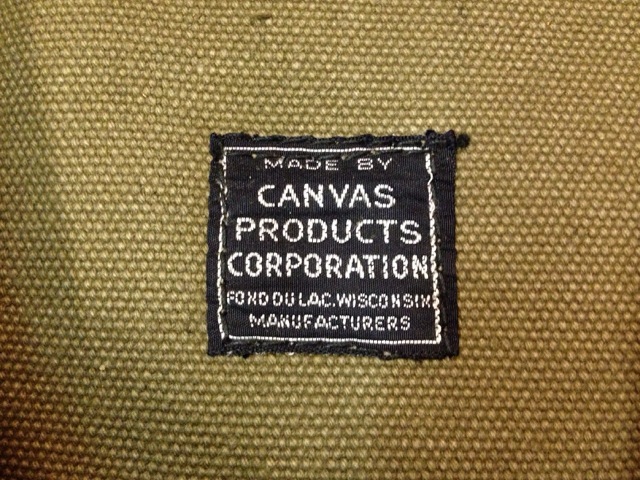 MADE BY
CANVAS
PRODUCTS
CORPORATION
FOND DU LAC. WISCONSIN
MANUFACTURERS